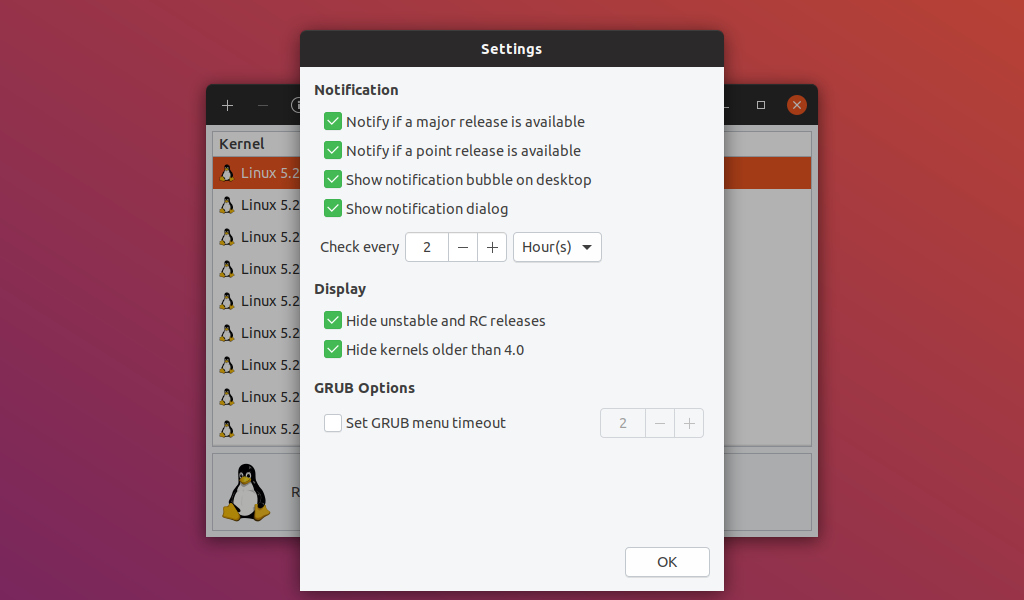 Settings
Notification
Notify if a major release is available
Notify if a point release is available
Show notification bubble on desktop
Show notification dialog
Check every 2 Hour(s)
Display
Hide unstable and RC releases
Hide kernels older than 4.0
GRUB Options
Set GRUB menu timeout 2
OK
Kernel
Linux 5.2
Linux 5.2
Linux 5.2
Linux 5.2
Linux 5.2
Linux 5.2
Linux 5.2
Linux 5.2
Linux 5.2
R